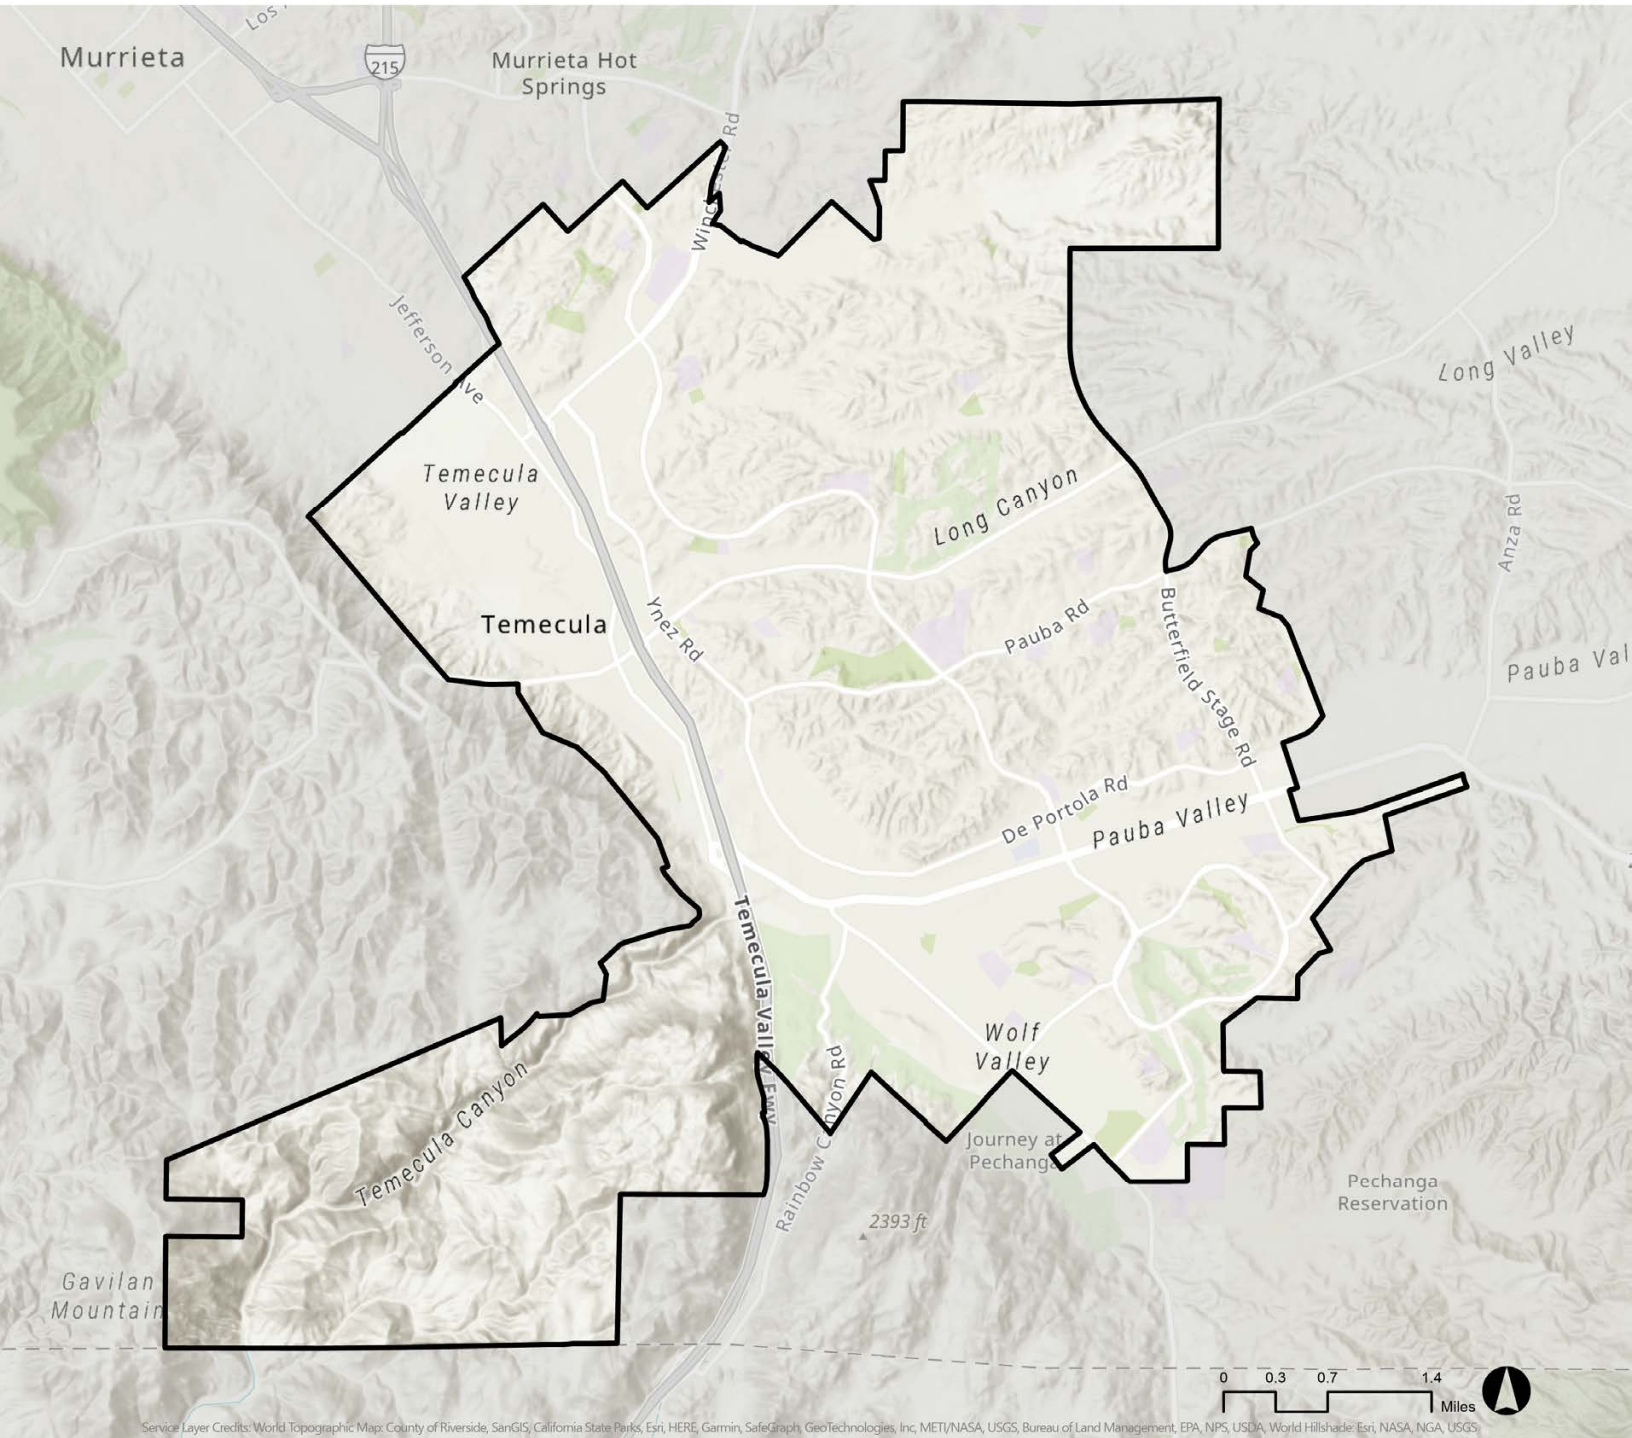 Murrieta
Los
215
Murrieta Hot
Springs
Winchester Rd
Jefferson Ave
Long Valley
Temecula
Valley
Long Canyon
Anza Rd
Temecula
Ynez Rd
Pauba Rd
Butterfield Stage Rd
Pauba Val
De Portola Rd
Pauba Valley
Temecula Valley Fwy
Wolf
Valley
Rainbow Canyon Rd
Temecula Canyon
Journey at
Pechanga
Pechanga
Reservation
2393 ft
Gavilan
Mountain
0 0.3 0.7 1.4
Miles
Service Layer Credits: World Topographic Map: County of Riverside, SanGIS, California State Parks, Esri, HERE, Garmin, SafeGraph, GeoTechnologies, Inc, METI/NASA, USGS, Bureau of Land Management, EPA, NPS, USDA, World Hillshade: Esri, NASA, NGA, USGS